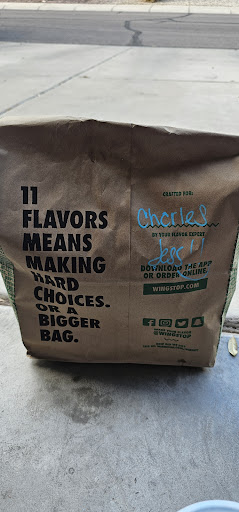 11
FLAVORS
MEANS
MAKING
HARD
CHOICES.
OR A
BIGGER
BAG.
CRAFTED FOR:
Charles
BY YOUR FLAVOR EXPERT
DOWNLOAD THE APP
OR ORDER ONLINE.
WINGSTOP.COM
@WINGSTOP